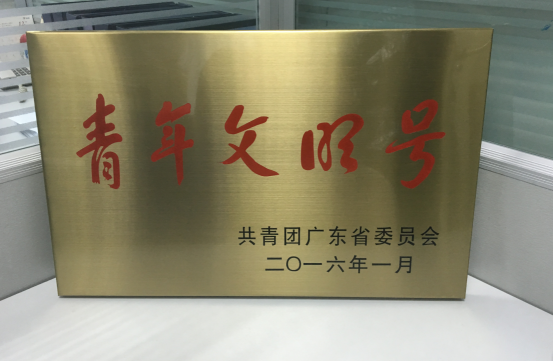 青年文明号
共青团广东省委员会
二〇一六年一月